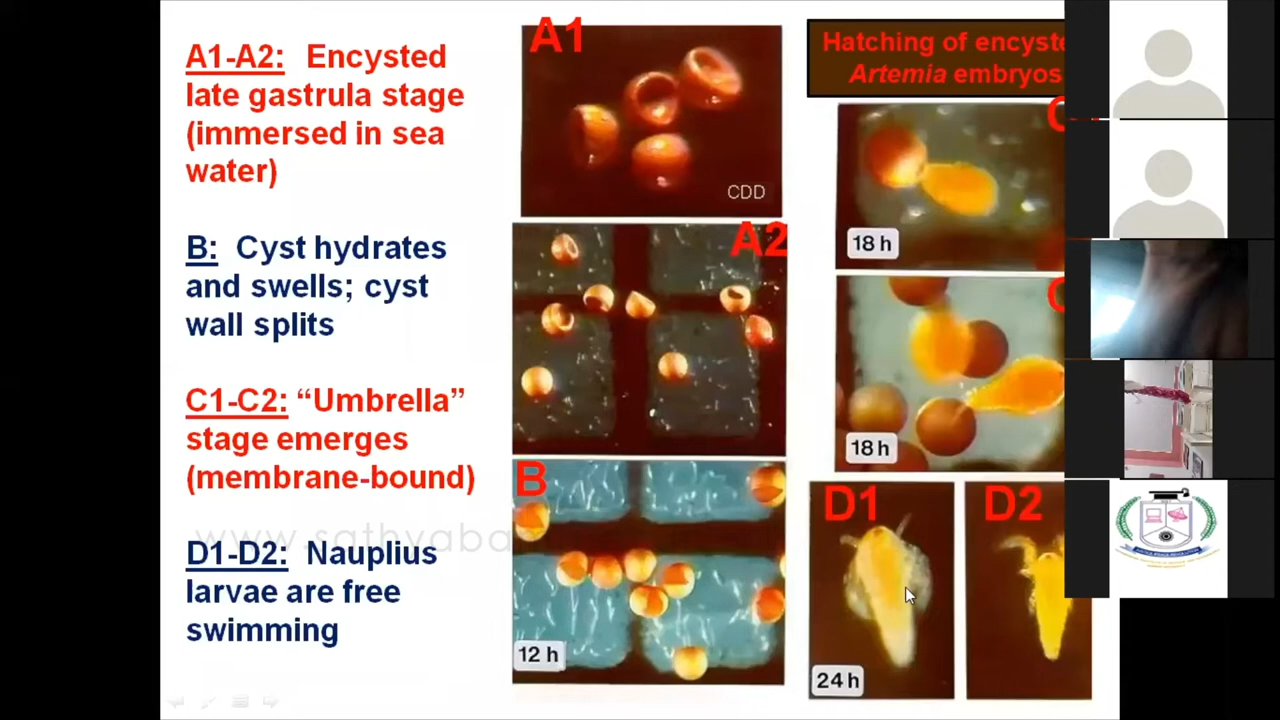 A1-A2: Encysted
late gastrula stage
(immersed in sea
water)
B: Cyst hydrates
and swells; cyst
wall splits
C1-C2: “Umbrella”
stage emerges
(membrane-bound)
D1-D2: Nauplius
larvae are free
swimming
A1
CDD
A2
B
12 h
Hatching of
Artemia embryos
18 h
18 h
D1
24 h
D2